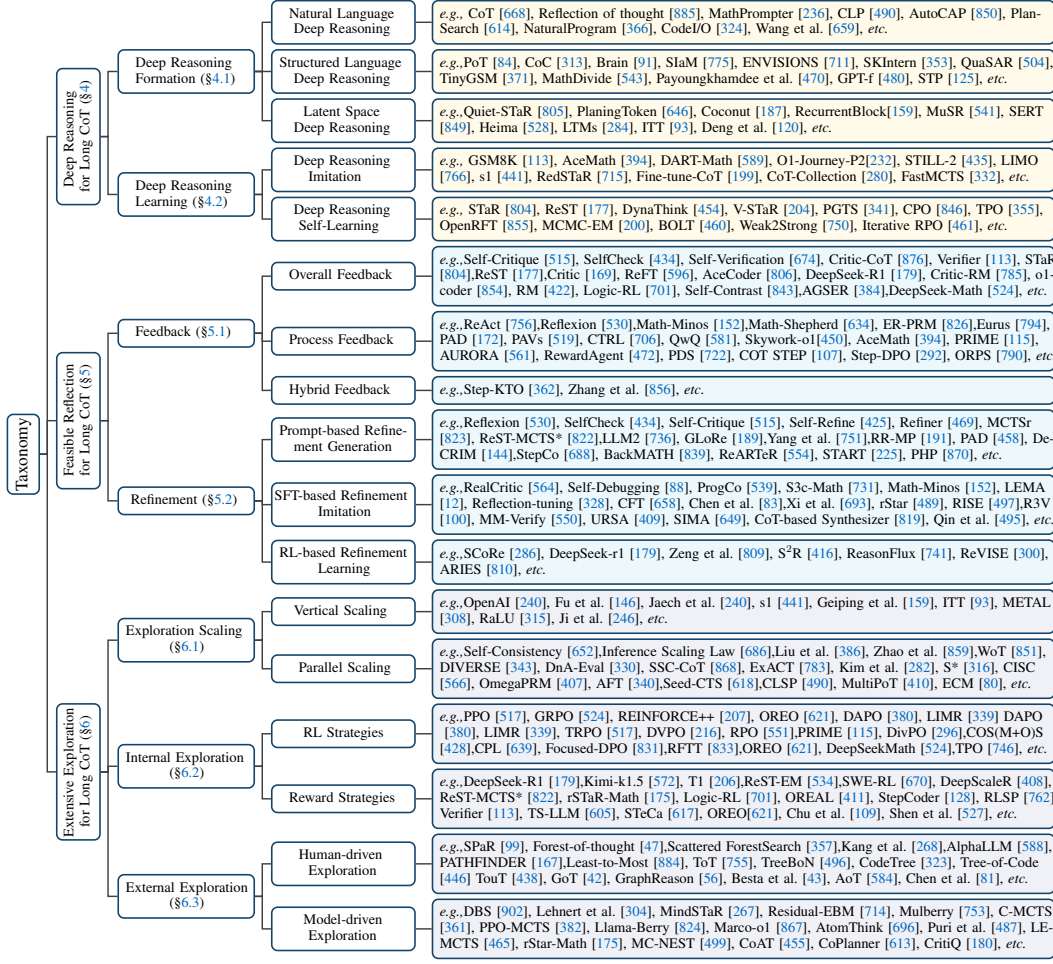 Taxonomy
Deep Reasoning
for Long CoT (§4)
Deep Reasoning
Formation (§4.1)
Natural Language
Deep Reasoning
e.g., CoT [668], Reflection of thought [885], MathPrompter [236], CLP [490], AutoCAP [850], Plan-
Search [614], NaturalProgram [366], CodeI/O [324], Wang et al. [659], etc.
Structured Language
Deep Reasoning
e.g., PoT [84], CoC [313], Brain [91], SIaM [775], ENVISIONS [711], SKIntern [353], QuaSAR [504],
TinyGSM [371], MathDivide [543], Payoungkhamdee et al. [470], GPT-f [480], STP [125], etc.
Latent Space
Deep Reasoning
e.g.,Quiet-STaR [805], PlaningToken [646], Coconut [187], RecurrentBlock[159], MuSR [541], SERT
[849], Heima [528], LTMs [284], ITT [93], Deng et al. [120], etc.
Deep Reasoning
Learning (§4.2)
Deep Reasoning
Imitation
e.g., GSM8K [113], AceMath [394], DART-Math [589], O1-Journey-P2[232], STILL-2 [435], LIMO
[766], s1 [441], RedSTaR [715], Fine-tune-CoT [199], CoT-Collection [280], FastMCTS [332], etc.
Deep Reasoning
Self-Learning
e.g., STaR [804], ReST [177], DynaThink [454], V-STaR [204], PGTS [341], CPO [846], TPO [355],
OpenRFT [855], MCMC-EM [200], BOLT [460], Weak2Strong [750], Iterative RPO [461], etc.
Feasible Reflection
for Long CoT (§5)
Feedback (§5.1)
Overall Feedback
e.g.,Self-Critique [515], SelfCheck [434], Self-Verification [674], Critic-CoT [876], Verifier [113], STaR
[804],ReST [177],Critic [169], ReFT [596], AceCoder [806], DeepSeek-R1 [179], Critic-RM [785], o1-
coder [854], RM [422], Logic-RL [701], Self-Contrast [843],AGSER [384],DeepSeek-Math [524], etc.
Process Feedback
e.g.,ReAct [756],Reflexion [530],Math-Minos [152],Math-Shepherd [634], ER-PRM [826],Eurus [794],
PAD [172], PAVs [519], CTRL [706], QwQ [581], Skywork-o1[450], AceMath [394], PRIME [115],
AURORA [561], RewardAgent [472], PDS [722], COT STEP [107], Step-DPO [292], ORPS [790], etc.
Hybrid Feedback
e.g.,Step-KTO [362], Zhang et al. [856], etc.
Refinement (§5.2)
Prompt-based Refine-
ment Generation
e.g.,Reflexion [530], SelfCheck [434], Self-Critique [515], Self-Refine [425], Refiner [469], MCTSr
[823], ReST-MCTS* [822],LLM2 [736], GLoRe [189],Yang et al. [751],RR-MP [191], PAD [458], De-
CRIM [144],StepCo [688], BackMATH [839], ReARTeR [554], START [225], PHP [870], etc.
SFT-based Refinement
Imitation
e.g.,RealCritic [564], Self-Debugging [88], ProgCo [539], S3c-Math [731], Math-Minos [152], LEMA
[12], Reflection-tuning [328], CFT [658], Chen et al. [83],Xi et al. [693], rStar [489], RISE [497],R3V
[100], MM-Verify [550], URSA [409], SIMA [649], CoT-based Synthesizer [819], Qin et al. [495], etc.
RL-based Refinement
Learning
e.g.,SCoRe [286], DeepSeek-r1 [179], Zeng et al. [809], S²R [416], ReasonFlux [741], ReVISE [300],
ARIES [810], etc.
Extensive Exploration
for Long CoT (§6)
Exploration Scaling
(§6.1)
Vertical Scaling
e.g.,OpenAI [240], Fu et al. [146], Jaech et al. [240], s1 [441], Geiping et al. [159], ITT [93], METAL
[308], RaLU [315], Ji et al. [246], etc.
Parallel Scaling
e.g.,Self-Consistency [652],Inference Scaling Law [686],Liu et al. [386], Zhao et al. [859],WoT [851],
DIVERSE [343], DnA-Eval [330], SSC-CoT [868], ExACT [783], Kim et al. [282], S* [316], CISC
[566], OmegaPRM [407], AFT [340],Seed-CTS [618],CLSP [490], MultiPoT [410], ECM [80], etc.
Internal Exploration
(§6.2)
RL Strategies
e.g.,PPO [517], GRPO [524], REINFORCE++ [207], OREO [621], DAPO [380], LIMR [339] DAPO
[380], LIMR [339], TRPO [517], DVPO [216], RPO [551],PRIME [115], DivPO [296],COS(M+O)S
[428],CPL [639], Focused-DPO [831],RFTT [833],OREO [621], DeepSeekMath [524],TPO [746], etc.
Reward Strategies
e.g.,DeepSeek-R1 [179],Kimi-k1.5 [572], T1 [206],ReST-EM [534],SWE-RL [670], DeepScaleR [408],
ReST-MCTS* [822], rSTaR-Math [175], Logic-RL [701], OREAL [411], StepCoder [128], RLSP [762]
Verifier [113], TS-LLM [605], STeCa [617], OREO[621], Chu et al. [109], Shen et al. [527], etc.
External Exploration
(§6.3)
Human-driven
Exploration
e.g.,SPaR [99], Forest-of-thought [47],Scattered ForestSearch [357],Kang et al. [268],AlphaLLM [588],
PATHFINDER [167],Least-to-Most [884], ToT [755], TreeBoN [496], CodeTree [323], Tree-of-Code
[446] TouT [438], GoT [42], GraphReason [56], Besta et al. [43], AoT [584], Chen et al. [81], etc.
Model-driven
Exploration
e.g.,DBS [902], Lehnert et al. [304], MindStaR [267], Residual-EBM [714], Mulberry [753], C-MCTS
[361], PPO-MCTS [382], Llama-Berry [824], Marco-o1 [867], AtomThink [696], Puri et al. [487], LE-
MCTS [465], rStar-Math [175], MC-NEST [499], CoAT [455], CoPlanner [613], CritiQ [180], etc.